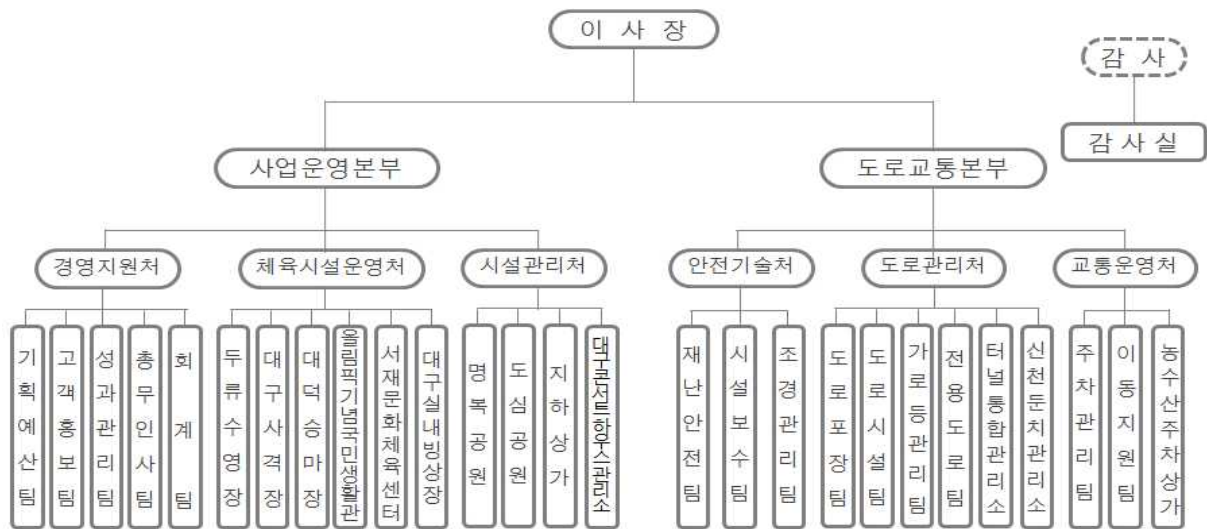 이 사 장
감 사
감 사 실
사업운영본부
도로교통본부
경영지원처
체육시설운영처
시설관리처
안전기술처
도로관리처
교통운영처
기획예산팀
고객홍보팀
성과관리팀
총무인사팀
회계팀
두류수영장
대구사격장
대덕승마장
올림픽기념국민생활관
서재문화체육센터
대구실내빙상장
명복공원
도심공원
지하상가
대구콘서트하우스관리소
재난안전팀
시설보수팀
조경관리팀
도로포장팀
도로시설팀
가로등관리팀
전용도로팀
터널통합관리소
신천둔치관리소
주차관리팀
이동지원팀
농수산주차상가